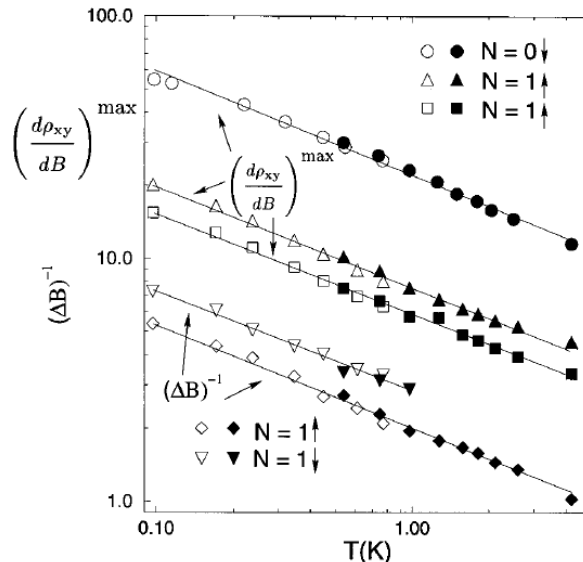 100.0
○ ● N = 0↓
△ ▲ N = 1↑
□ ■ N = 1↑
(dρxy/dB)^max
(dρxy/dB)^max
10.0
(ΔB)⁻¹
(ΔB)⁻¹
◇ ◆ N = 1↑
▽ ▼ N = 1↓
1.0
0.10 1.00
T(K)